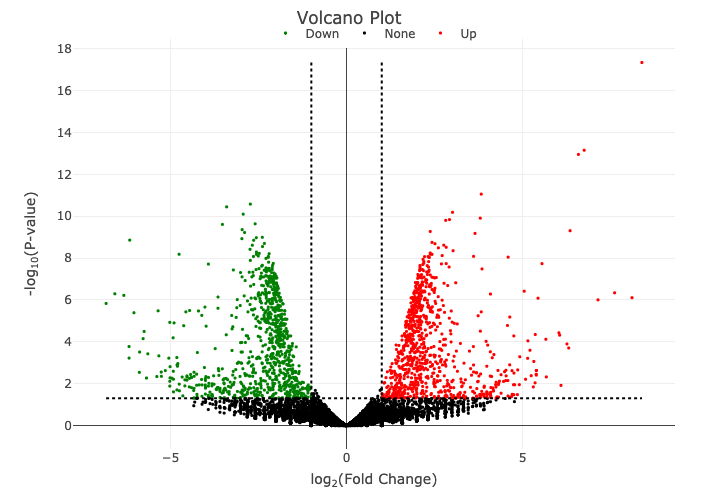 Volcano Plot
Down None Up
18
16
14
12
10
8
6
4
2
0
-log10(P-value)
−5 0 5
log2(Fold Change)